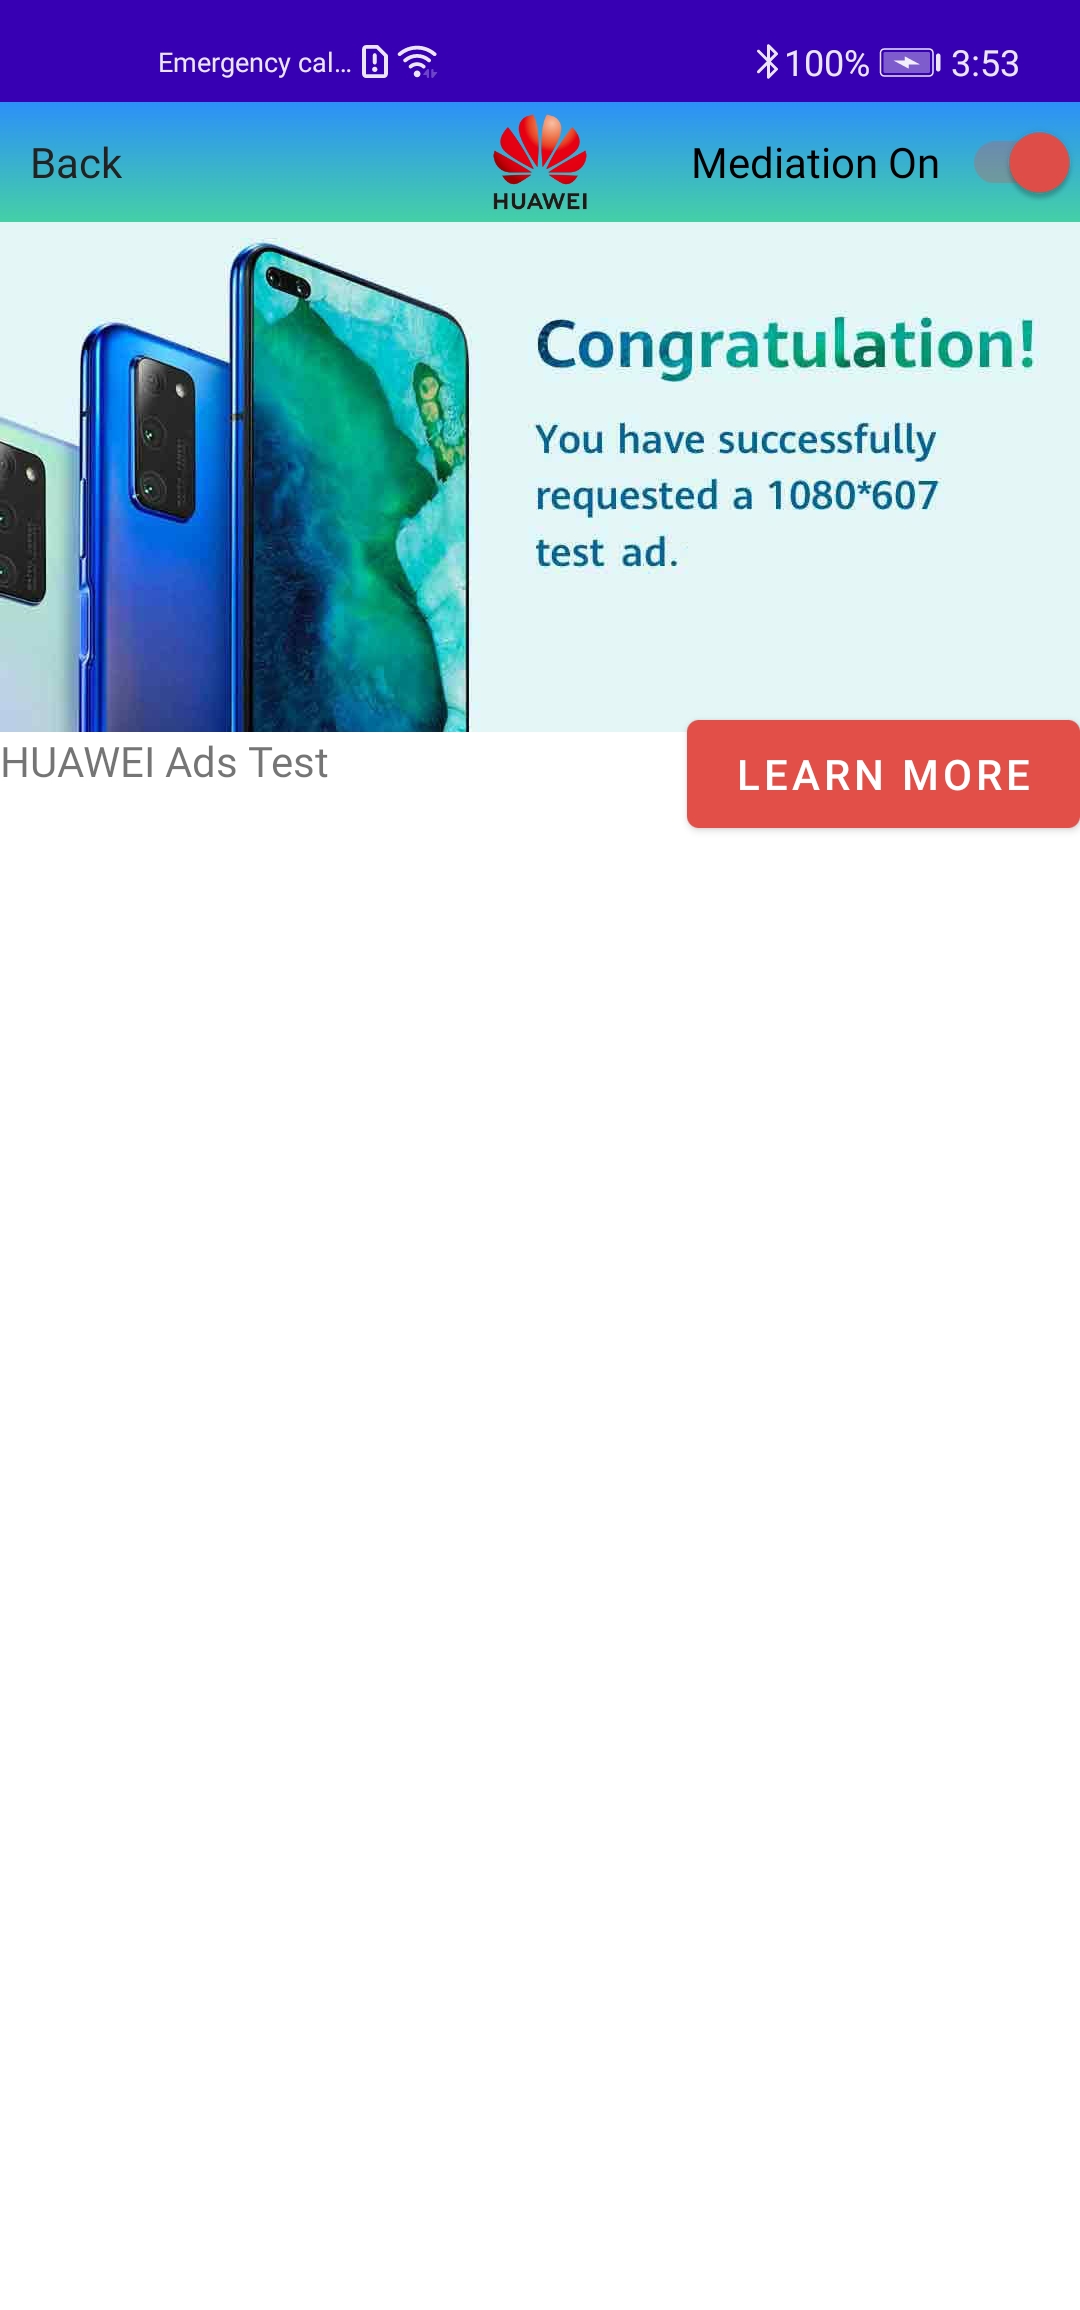 Emergency cal... 100% 3:53
Back HUAWEI Mediation On
Congratulation!
You have successfully
requested a 1080*607
test ad.
HUAWEI Ads Test
LEARN MORE